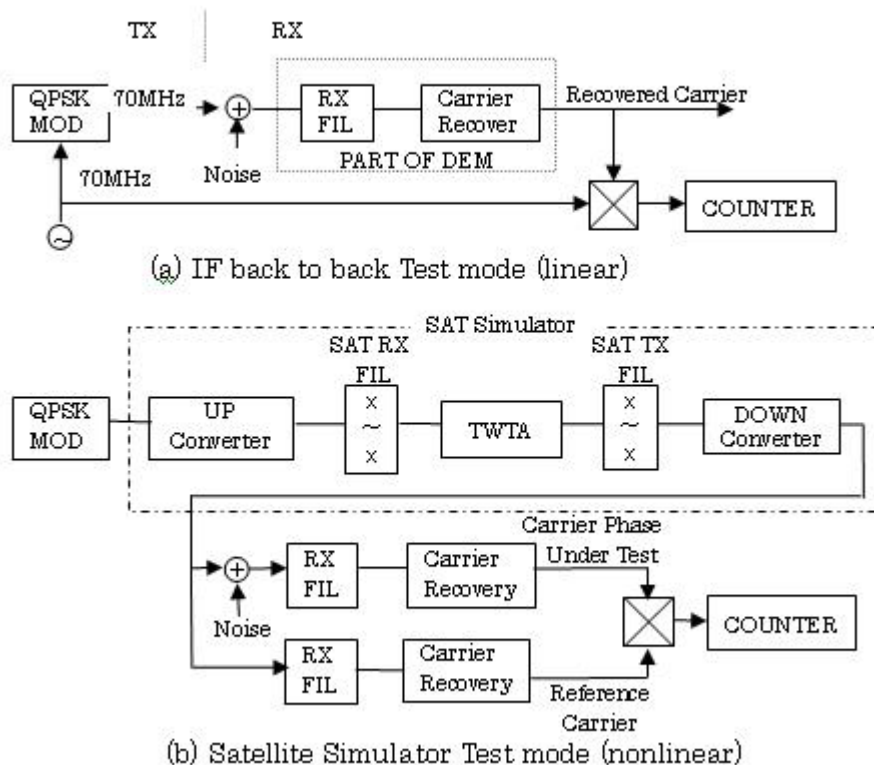 TX RX
QPSK
MOD
70MHz
RX
FIL
Carrier
Recover
Recovered Carrier
Noise
PART OF DEM
70MHz
COUNTER
(a) IF back to back Test mode (linear)
SAT Simulator
SAT RX
FIL
SAT TX
FIL
QPSK
MOD
UP
Converter
x
~
x
TWTA
x
~
x
DOWN
Converter
Carrier Phase
Under Test
RX
FIL
Carrier
Recovery
Noise
COUNTER
RX
FIL
Carrier
Recovery
Reference
Carrier
(b) Satellite Simulator Test mode (nonlinear)